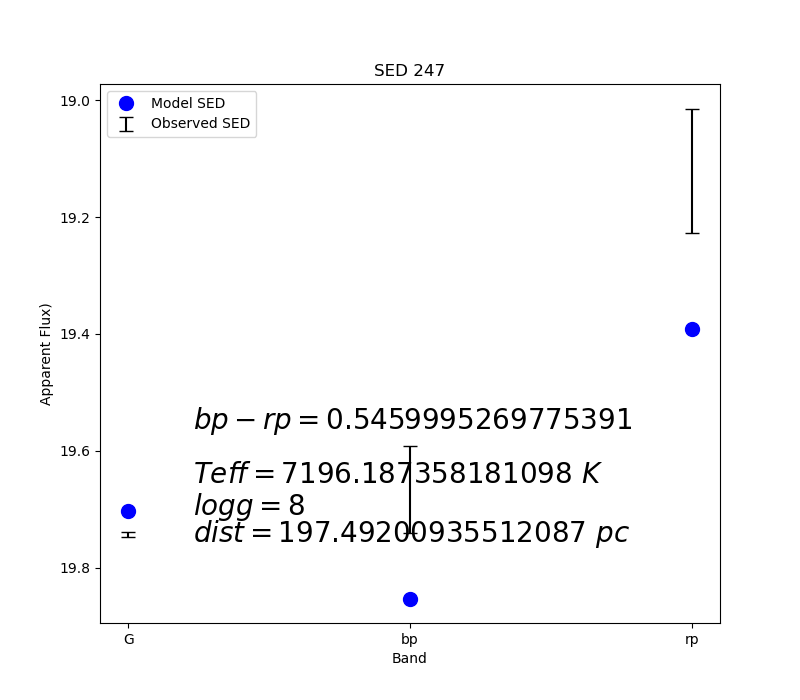 SED 247
Model SED
Observed SED
19.0
19.2
19.4
19.6
19.8
Apparent Flux)
bp − rp = 0.5459995269775391
Teff = 7196.187358181098 K
logg = 8
dist = 197.49200935512087 pc
G bp rp
Band